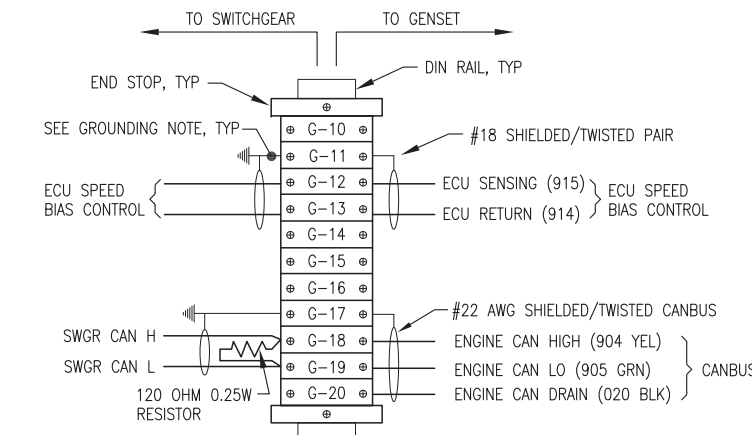 TO SWITCHGEAR
TO GENSET
DIN RAIL, TYP
END STOP, TYP
G-10
SEE GROUNDING NOTE, TYP
#18 SHIELDED/TWISTED PAIR
G-11
G-12
ECU SPEED
BIAS CONTROL
ECU SENSING (915)
G-13
ECU RETURN (914)
ECU SPEED
BIAS CONTROL
G-14
G-15
G-16
G-17
#22 AWG SHIELDED/TWISTED CANBUS
SWGR CAN H
G-18
ENGINE CAN HIGH (904 YEL)
SWGR CAN L
G-19
ENGINE CAN LO (905 GRN)
CANBUS
120 OHM 0.25W
RESISTOR
G-20
ENGINE CAN DRAIN (020 BLK)